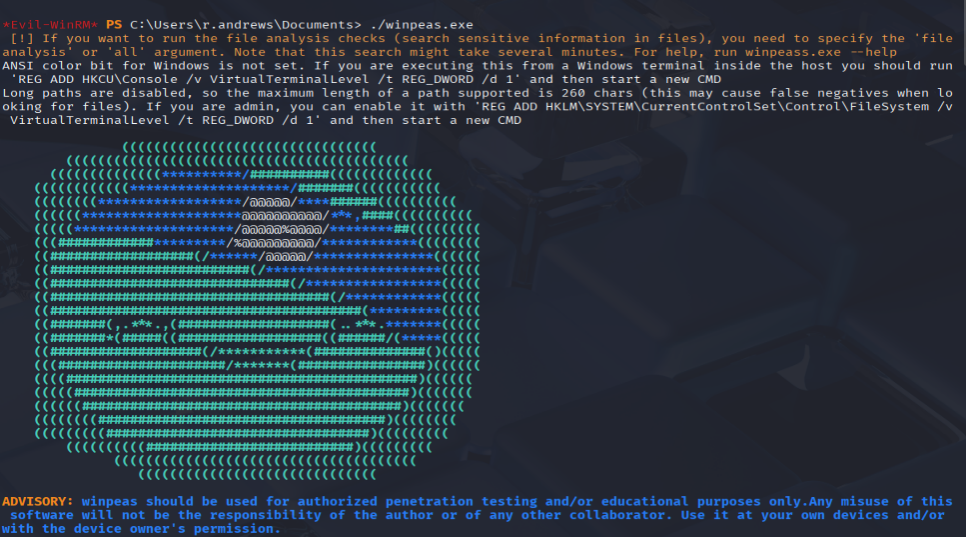 *Evil-WinRM* PS C:\Users\r.andrews\Documents> ./winpeas.exe
[!] If you want to run the file analysis checks (search sensitive information in files), you need to specify the 'file
analysis' or 'all' argument. Note that this search might take several minutes. For help, run winpeass.exe --help
ANSI color bit for Windows is not set. If you are executing this from a Windows terminal inside the host you should run
'REG ADD HKCU\Console /v VirtualTerminalLevel /t REG_DWORD /d 1' and then start a new CMD
Long paths are disabled, so the maximum length of a path supported is 260 chars (this may cause false negatives when lo
oking for files). If you are admin, you can enable it with 'REG ADD HKLM\SYSTEM\CurrentControlSet\Control\FileSystem /v
VirtualTerminalLevel /t REG_DWORD /d 1' and then start a new CMD
ADVISORY: winpeas should be used for authorized penetration testing and/or educational purposes only.Any misuse of this
software will not be the responsibility of the author or of any other collaborator. Use it at your own devices and/or
with the device owner's permission.